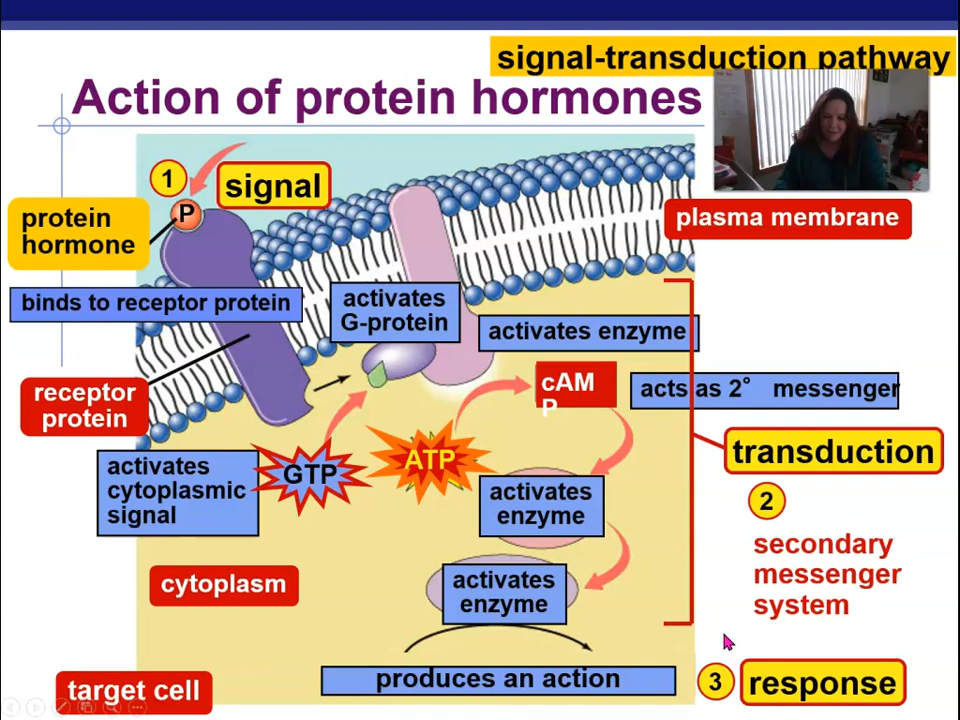 signal-transduction pathway
Action of protein hormones
1
signal
P
protein
hormone
plasma membrane
binds to receptor protein
activates
G-protein
activates enzyme
receptor
protein
cAM
P
acts as 2° messenger
transduction
activates
cytoplasmic
signal
GTP
ATP
activates
enzyme
2
secondary
messenger
system
cytoplasm
activates
enzyme
target cell
produces an action
3
response